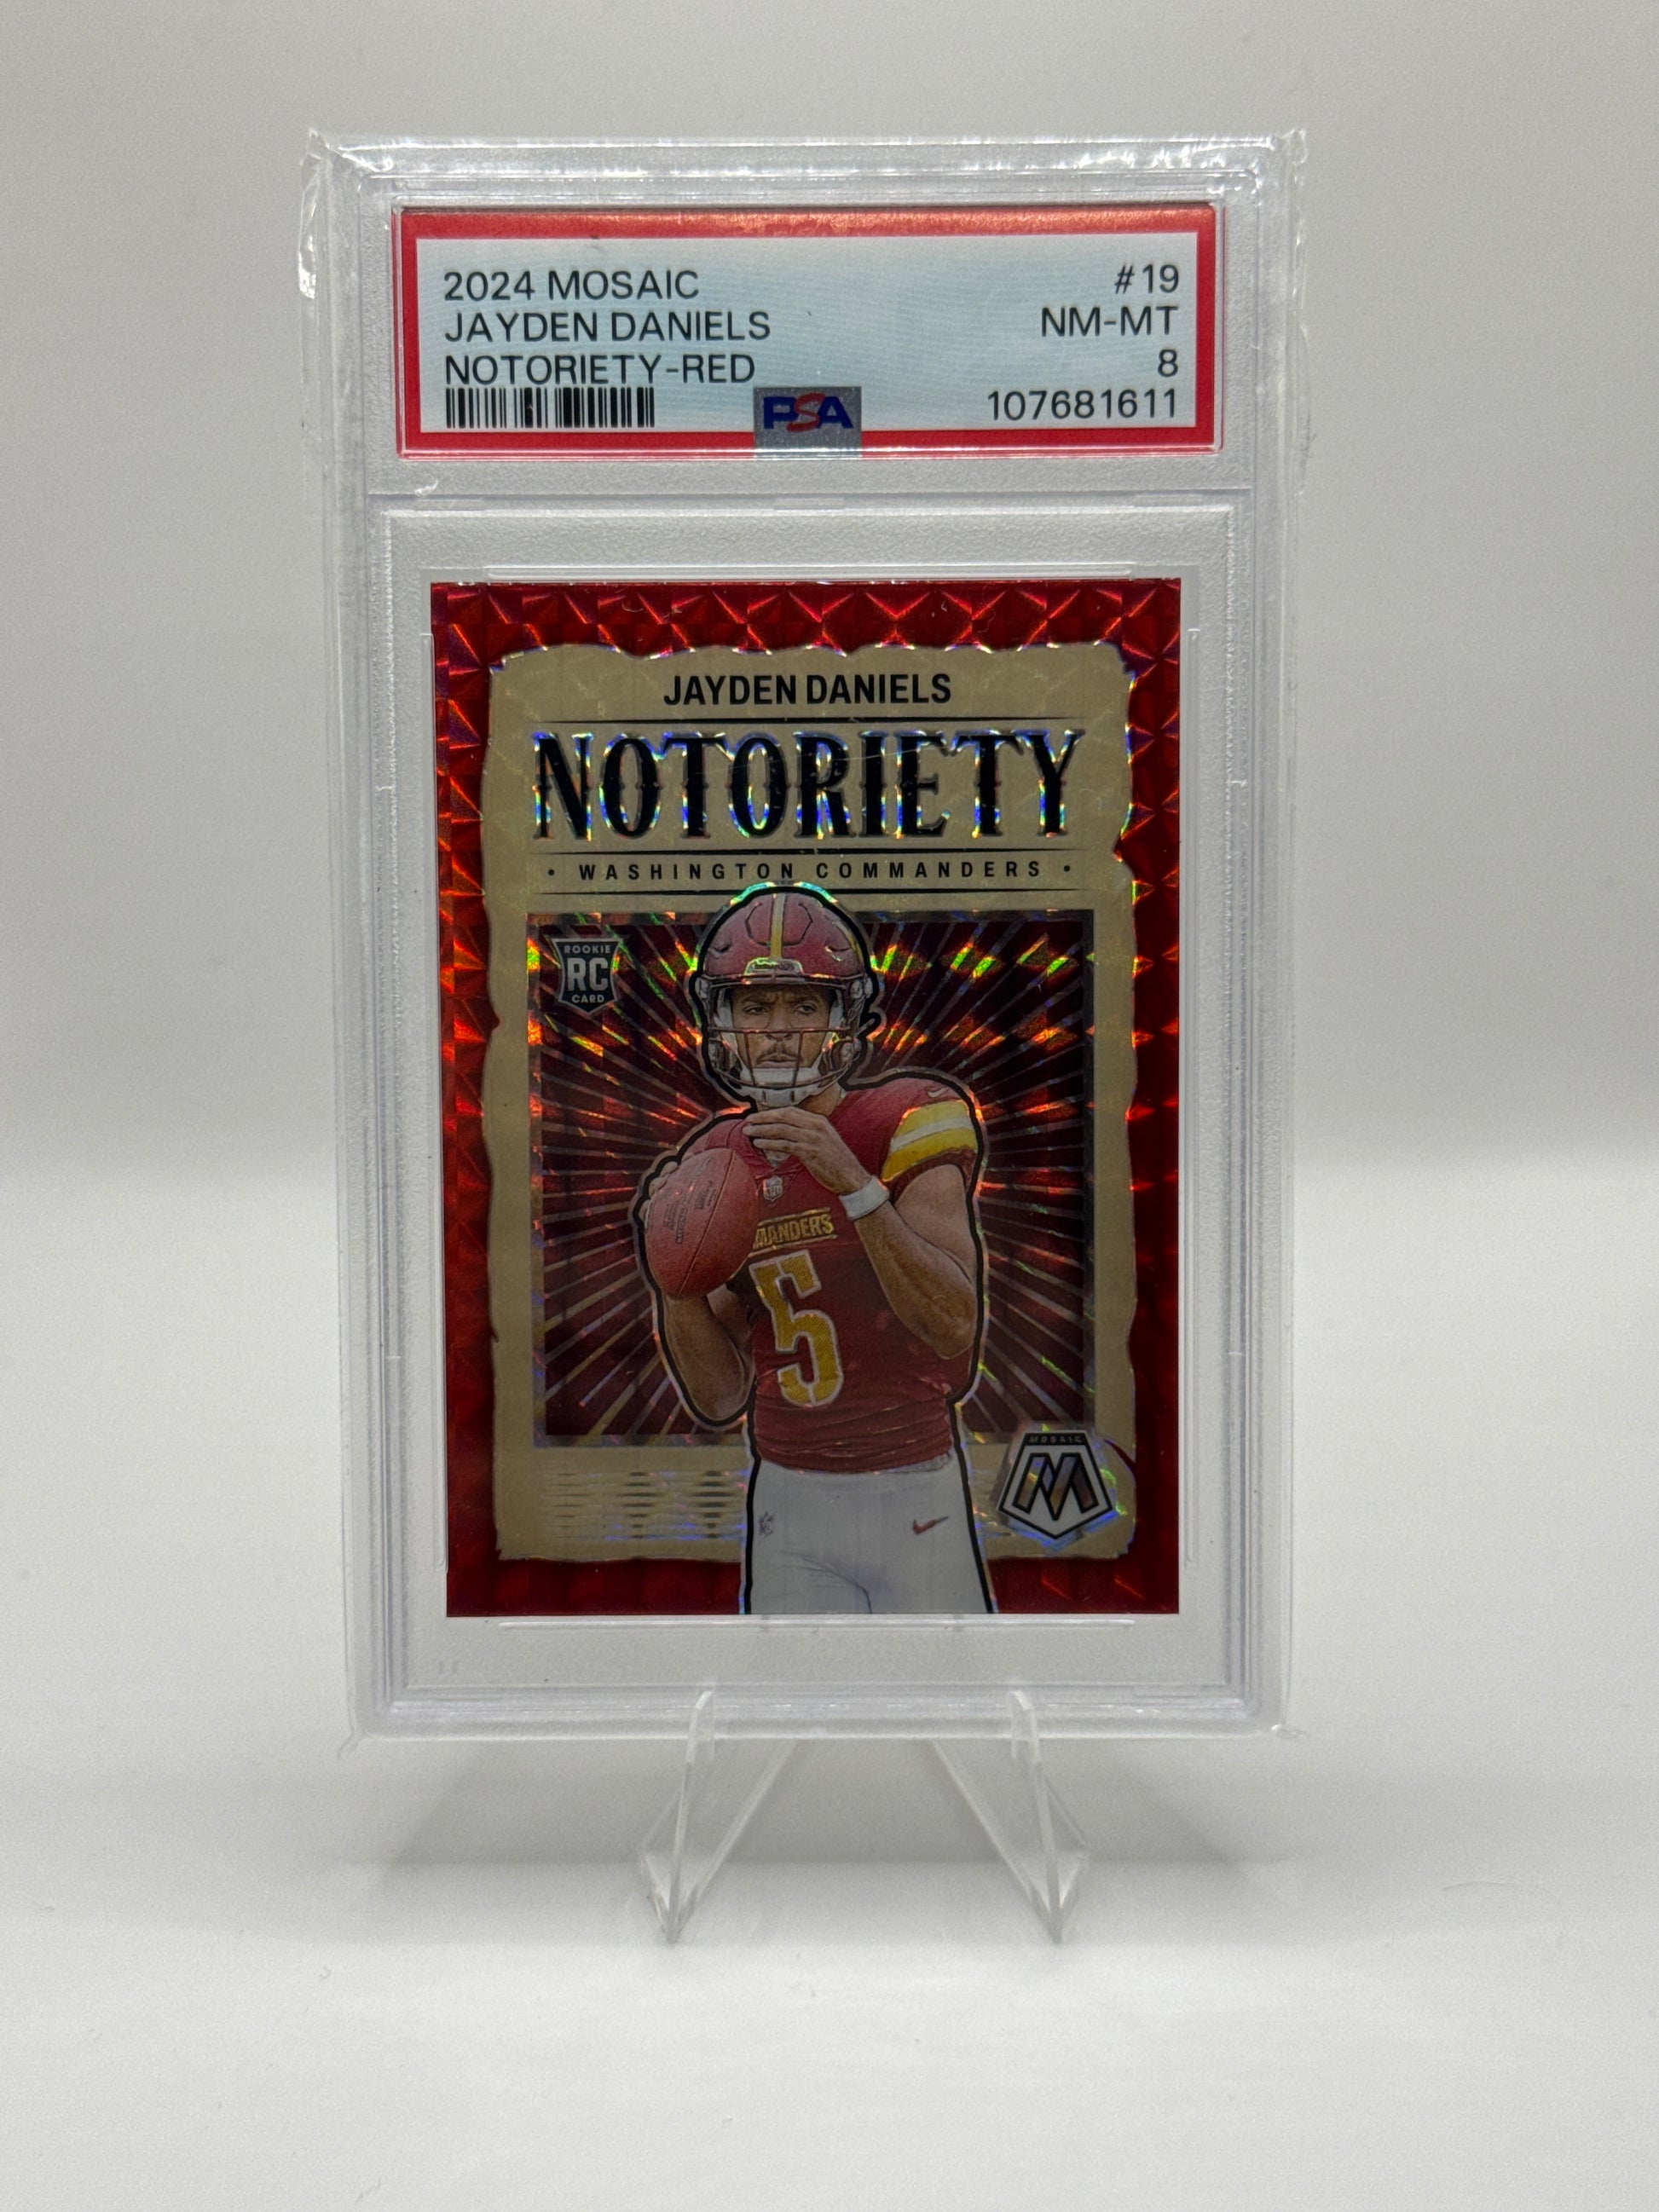 2024 MOSAIC #19
JAYDEN DANIELS NM-MT
NOTORIETY-RED 8
PSA 107681611
JAYDEN DANIELS
NOTORIETY
• WASHINGTON COMMANDERS •
ROOKIE
RC
CARD
MANDERS
5
MOSAIC
M